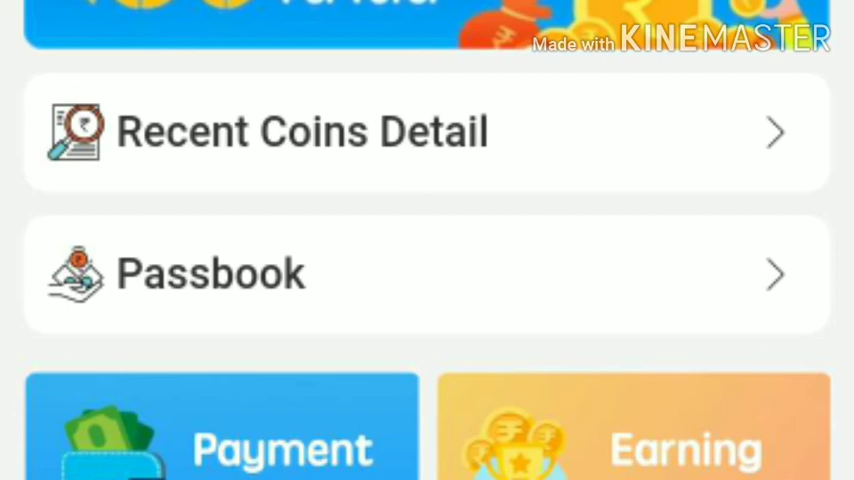 Made with KINEMASTER
Recent Coins Detail
Passbook
Payment
Earning